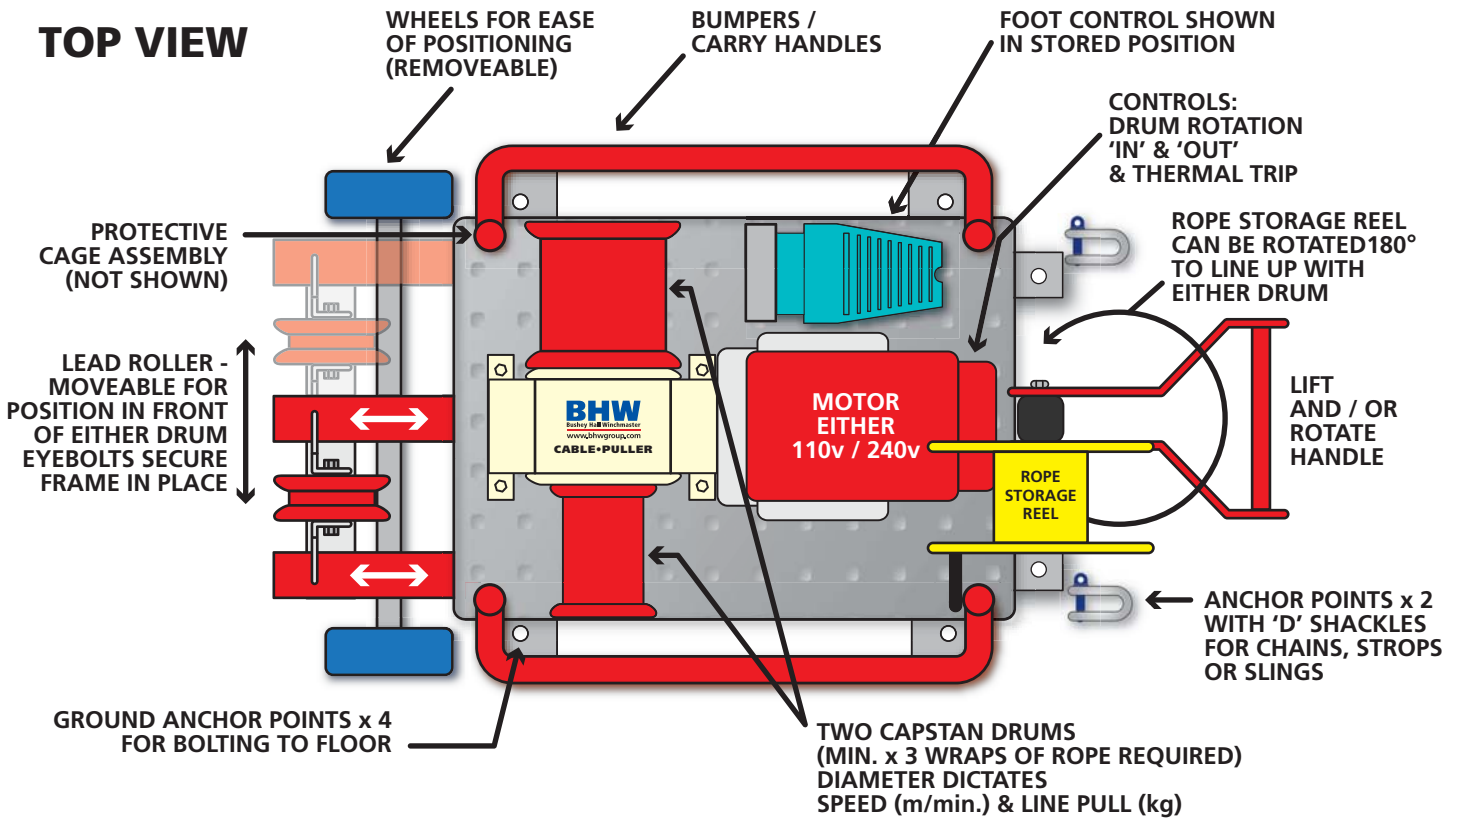 TOP VIEW
WHEELS FOR EASE
OF POSITIONING
(REMOVEABLE)
BUMPERS /
CARRY HANDLES
FOOT CONTROL SHOWN
IN STORED POSITION
CONTROLS:
DRUM ROTATION
‘IN’ & ‘OUT’
& THERMAL TRIP
PROTECTIVE
CAGE ASSEMBLY
(NOT SHOWN)
ROPE STORAGE REEL
CAN BE ROTATED180°
TO LINE UP WITH
EITHER DRUM
LEAD ROLLER -
MOVEABLE FOR
POSITION IN FRONT
OF EITHER DRUM
EYEBOLTS SECURE
FRAME IN PLACE
BHW
Bushey Hall Winchmaster
www.bhwgroup.com
CABLE•PULLER
MOTOR
EITHER
110v / 240v
ROPE
STORAGE
REEL
LIFT
AND / OR
ROTATE
HANDLE
ANCHOR POINTS x 2
WITH ‘D’ SHACKLES
FOR CHAINS, STROPS
OR SLINGS
GROUND ANCHOR POINTS x 4
FOR BOLTING TO FLOOR
TWO CAPSTAN DRUMS
(MIN. x 3 WRAPS OF ROPE REQUIRED)
DIAMETER DICTATES
SPEED (m/min.) & LINE PULL (kg)